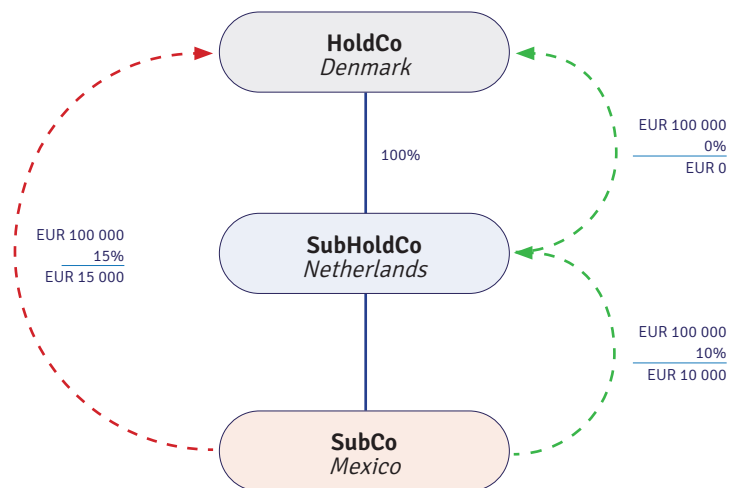 HoldCo
Denmark
EUR 100 000
0%
EUR 0
100%
EUR 100 000
15%
EUR 15 000
SubHoldCo
Netherlands
EUR 100 000
10%
EUR 10 000
SubCo
Mexico